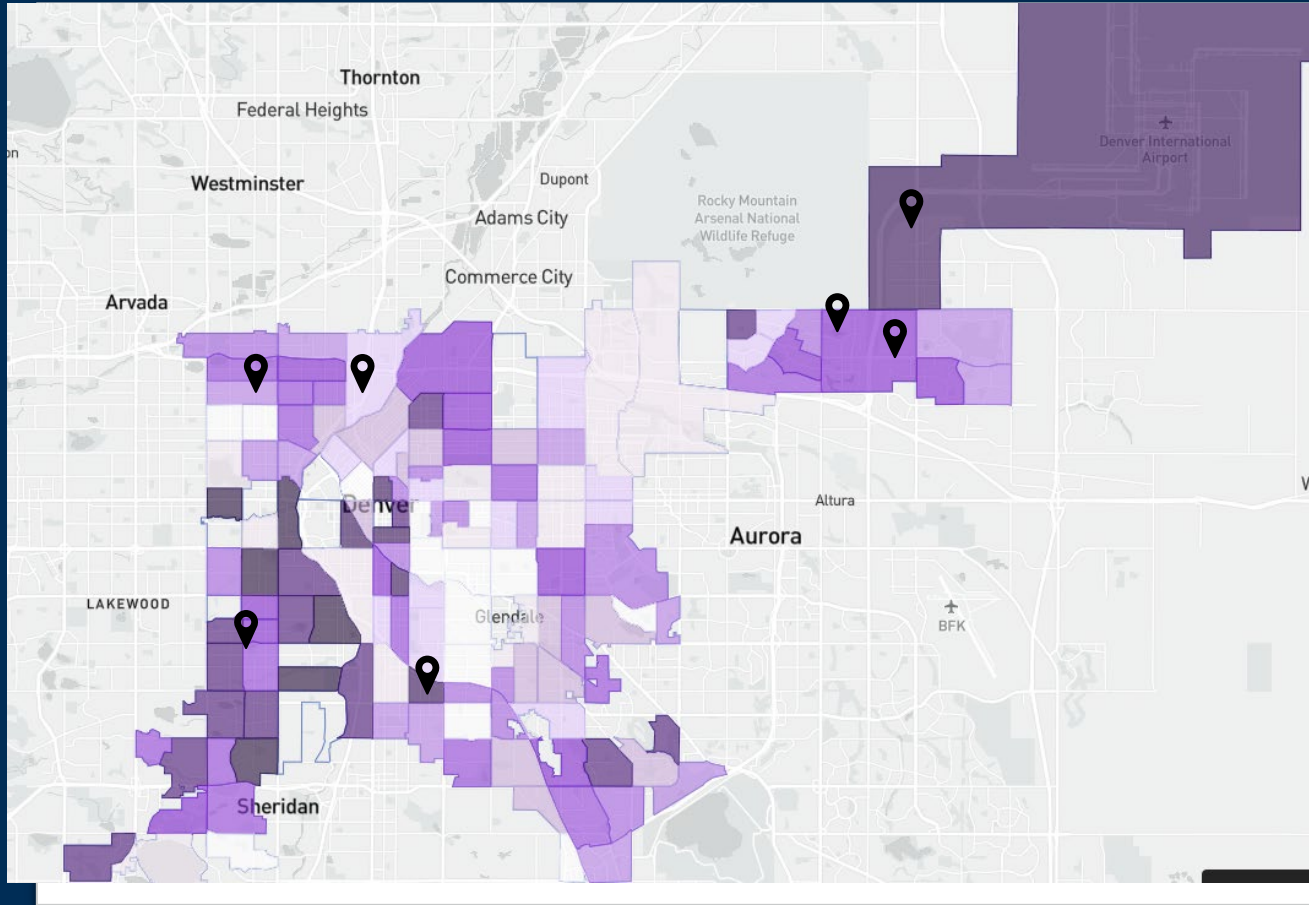 Thornton
Federal Heights
on
Westminster
Dupont
Denver International
Airport
Rocky Mountain
Arsenal National
Wildlife Refuge
Adams City
Commerce City
Arvada
W
Altura
Denver
Aurora
LAKEWOOD
Glendale
BFK
Sheridan